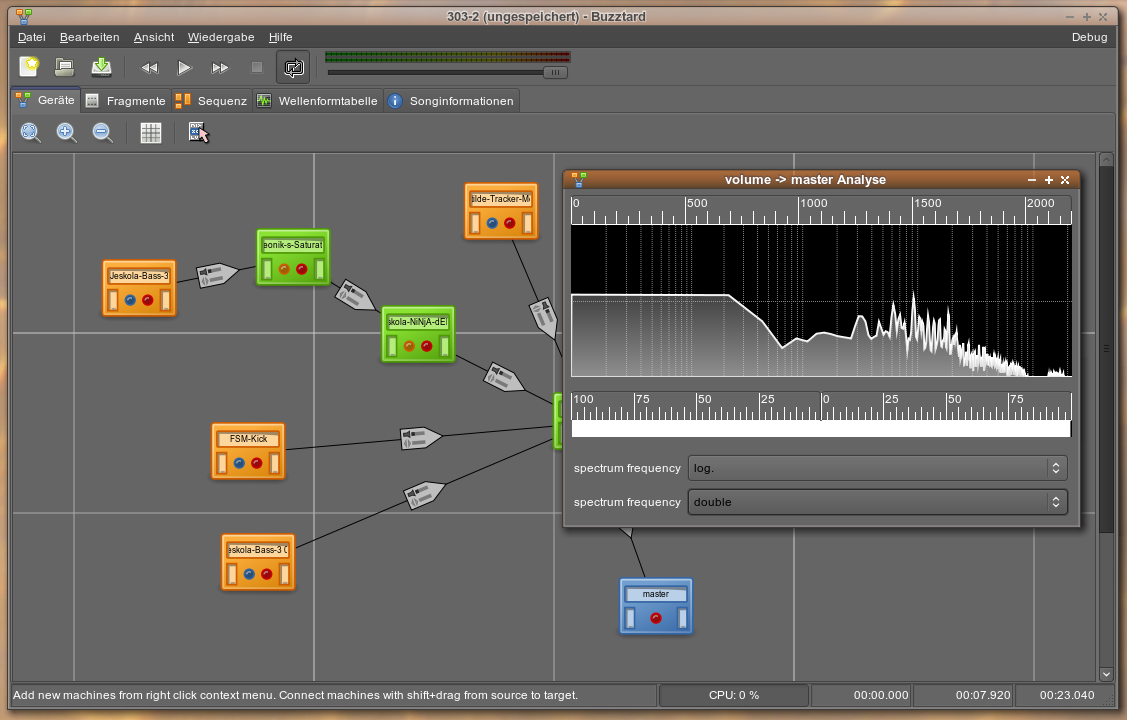 303-2 (ungespeichert) - Buzztard
Datei Bearbeiten Ansicht Wiedergabe Hilfe Debug
Geräte Fragmente Sequenz Wellenformtabelle Songinformationen
volume -> master Analyse
0 500 1000 1500 2000
100 75 50 25 0 25 50 75
spectrum frequency log.
spectrum frequency double
ilde-Tracker-M
eonik-s-Saturat
Jeskola-Bass-3
skola-NiNjA-dEl
FSM-Kick
eskola-Bass-3 C
master
Add new machines from right click context menu. Connect machines with shift+drag from source to target. CPU: 0 % 00:00.000 00:07.920 00:23.040